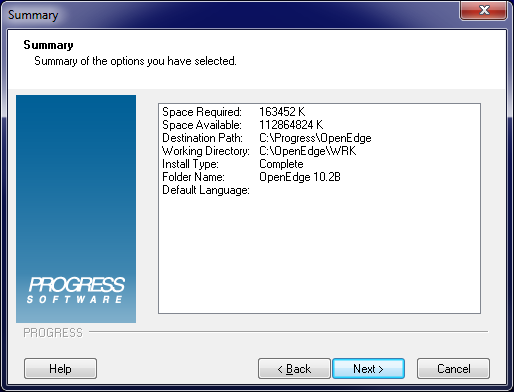 Summary
Summary
Summary of the options you have selected.
Space Required: 163452 K
Space Available: 112864824 K
Destination Path: C:\Progress\OpenEdge
Working Directory: C:\OpenEdge\WRK
Install Type: Complete
Folder Name: OpenEdge 10.2B
Default Language:
PROGRESS
SOFTWARE
PROGRESS
Help < Back Next > Cancel